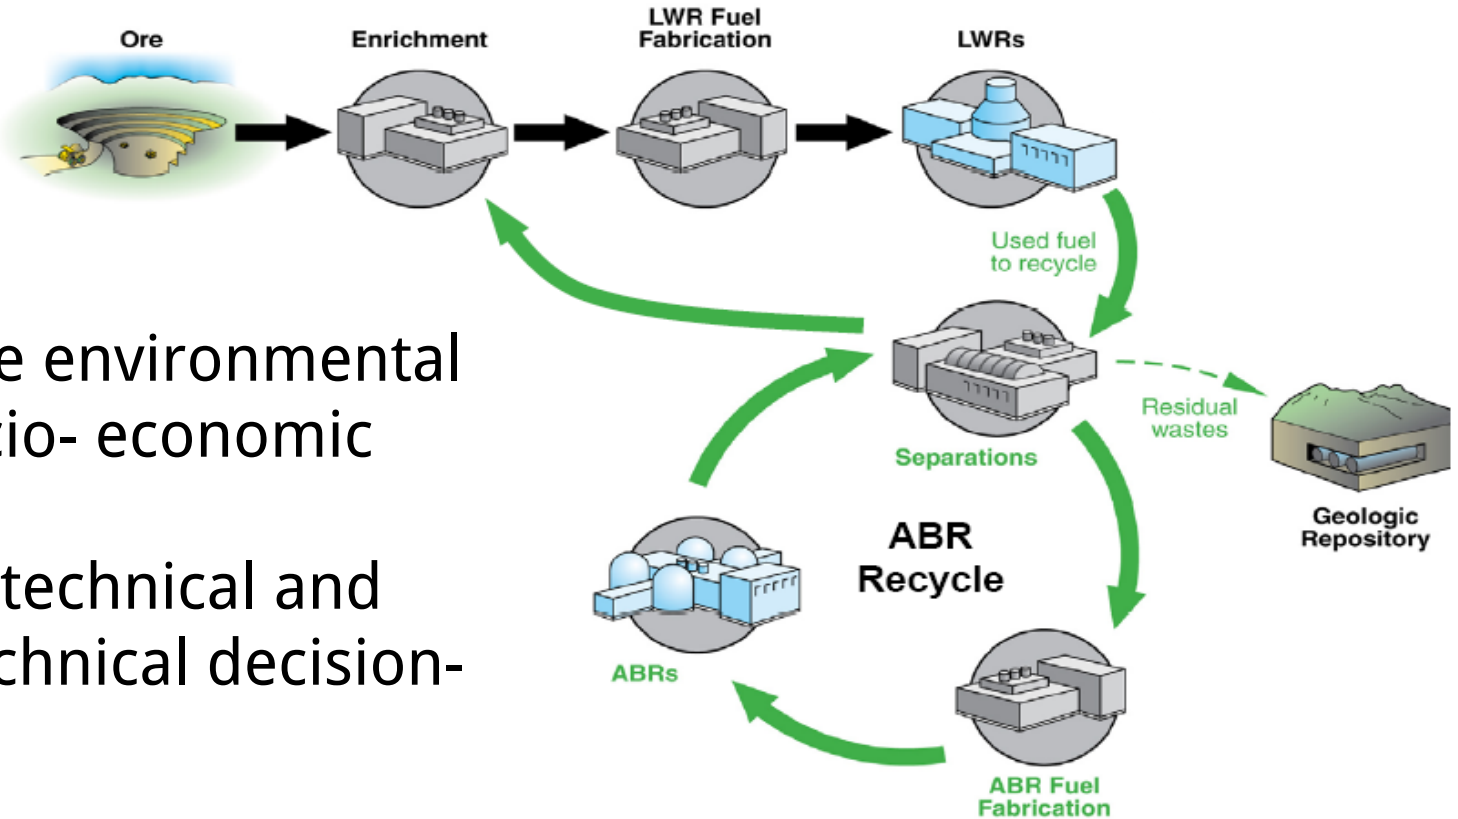 Ore
Enrichment
LWR Fuel
Fabrication
LWRs
Used fuel
to recycle
e environmental
cio- economic
Separations
Residual
wastes
Geologic
Repository
technical and
chnical decision-
ABR
Recycle
ABRs
ABR Fuel
Fabrication